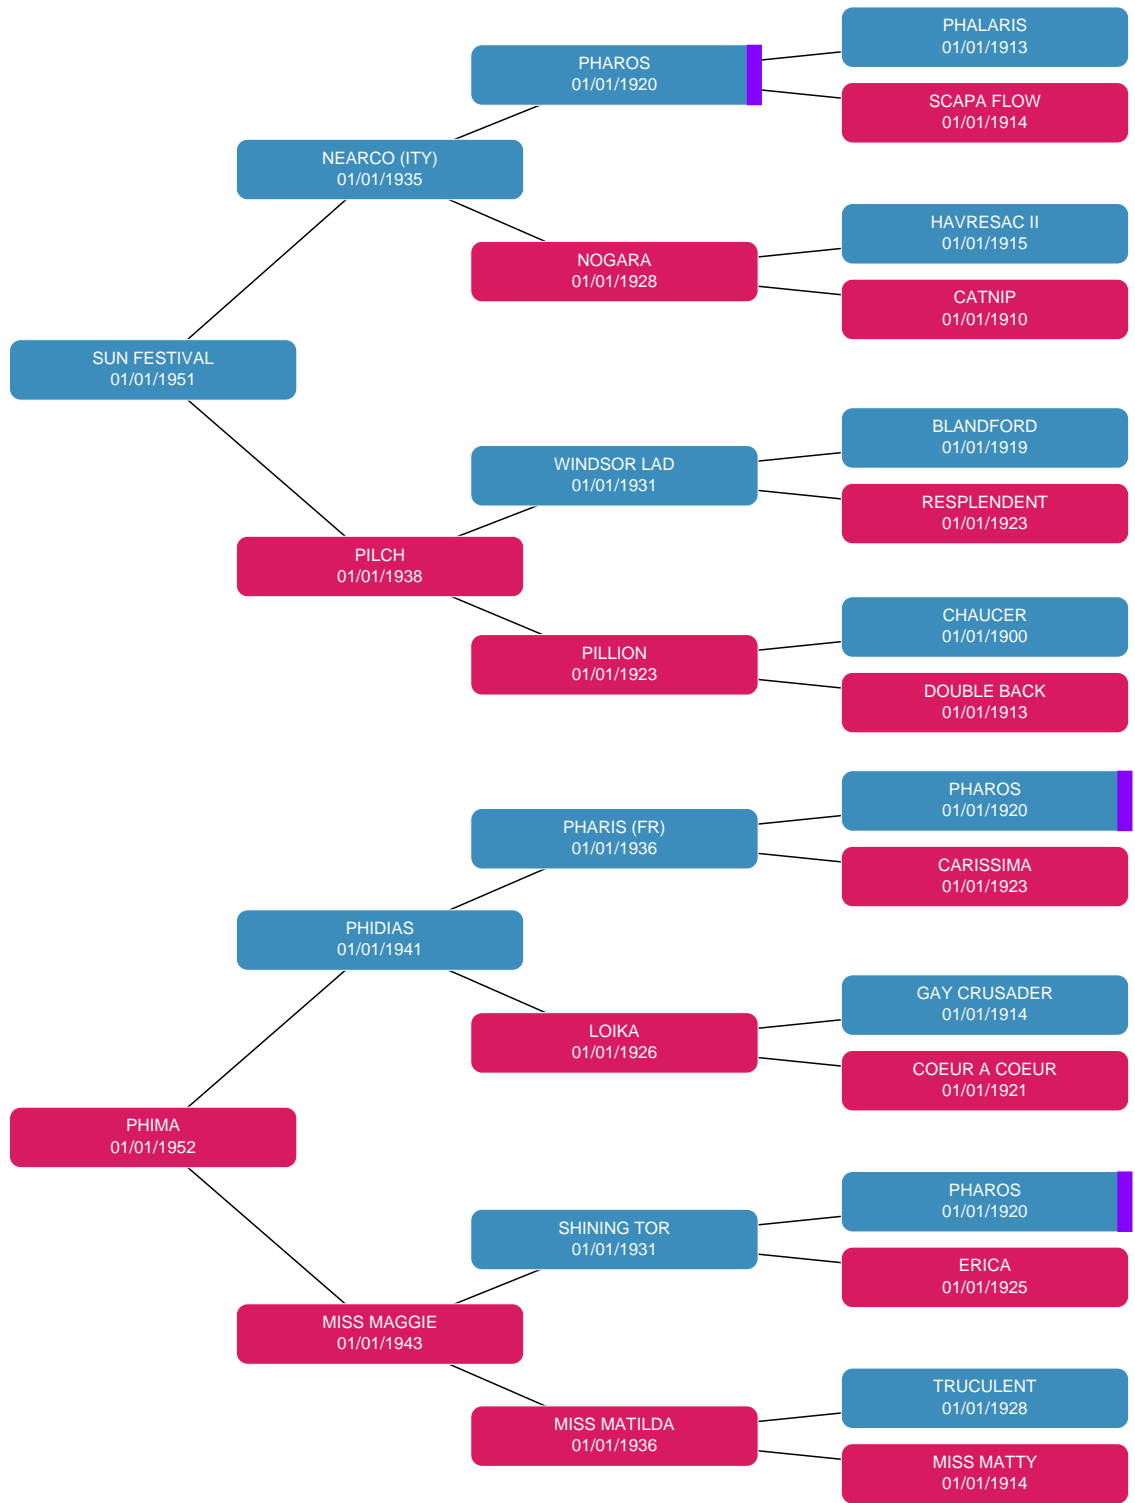 PHALARIS
01/01/1913
PHAROS
01/01/1920
SCAPA FLOW
01/01/1914
NEARCO (ITY)
01/01/1935
HAVRESAC II
01/01/1915
NOGARA
01/01/1928
CATNIP
01/01/1910
SUN FESTIVAL
01/01/1951
BLANDFORD
01/01/1919
WINDSOR LAD
01/01/1931
RESPLENDENT
01/01/1923
PILCH
01/01/1938
CHAUCER
01/01/1900
PILLION
01/01/1923
DOUBLE BACK
01/01/1913
PHAROS
01/01/1920
PHARIS (FR)
01/01/1936
CARISSIMA
01/01/1923
PHIDIAS
01/01/1941
GAY CRUSADER
01/01/1914
LOIKA
01/01/1926
COEUR A COEUR
01/01/1921
PHIMA
01/01/1952
PHAROS
01/01/1920
SHINING TOR
01/01/1931
ERICA
01/01/1925
MISS MAGGIE
01/01/1943
TRUCULENT
01/01/1928
MISS MATILDA
01/01/1936
MISS MATTY
01/01/1914